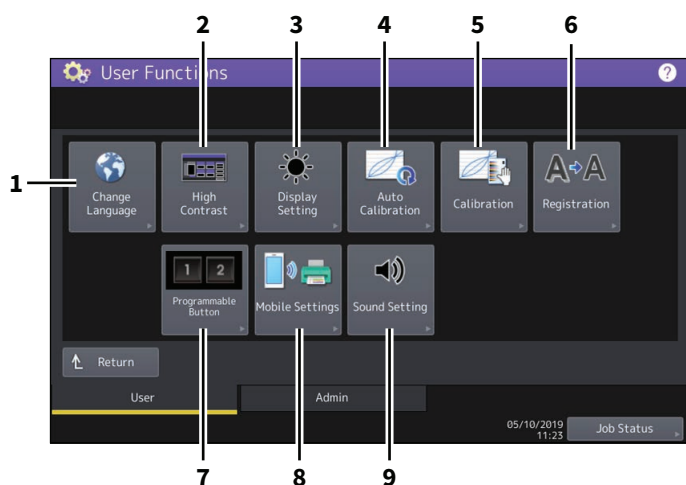 2 3 4 5 6
User Functions ?
1
Change
Language
High
Contrast
Display
Setting
Auto
Calibration
Calibration
A A
Registration
1 2
Programmable
Button
Mobile Settings
Sound Setting
Return
User
Admin
05/10/2019
11:23
Job Status
7 8 9